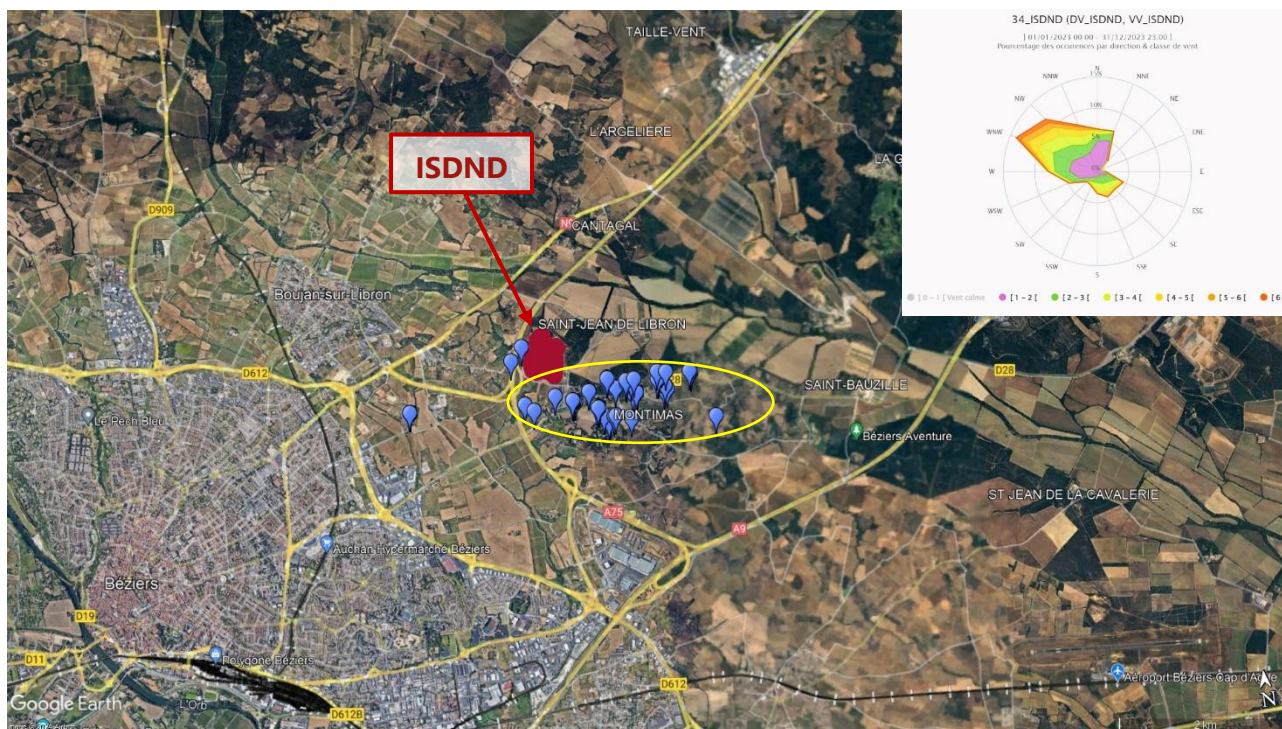 TAILLE-VENT
L'ARGELIÈRE
ISDND
LA G
D909
CANTAGAL
Boujan-sur-Libron
SAINT-JEAN DE LIBRON
D612
D28
SAINT-BAUZILLE
Le Pech Bleu
MONTIMAS
Béziers Aventure
ST JEAN DE LA CAVALERIE
A75
A9
Auchan Hypermarché Béziers
Béziers
D19
D11
Polygone Béziers
D612
Aéroport Béziers Cap d'Agde
Google Earth
L'Orb
D612B
N
2 km
34_ISDND (DV_ISDND, VV_ISDND)
[ 01/01/2023 00:00 - 31/12/2023 23:00 ]
Pourcentage des occurences par direction & classe de vent
N
15%
NNW
NNE
NW
10%
NE
WNW
5%
ENE
W
0%
E
WSW
ESE
SW
SE
SSW
SSE
S
[ 0 - 1 [ Vent calme
[ 1 - 2 [
[ 2 - 3 [
[ 3 - 4 [
[ 4 - 5 [
[ 5 - 6 [
[ 6